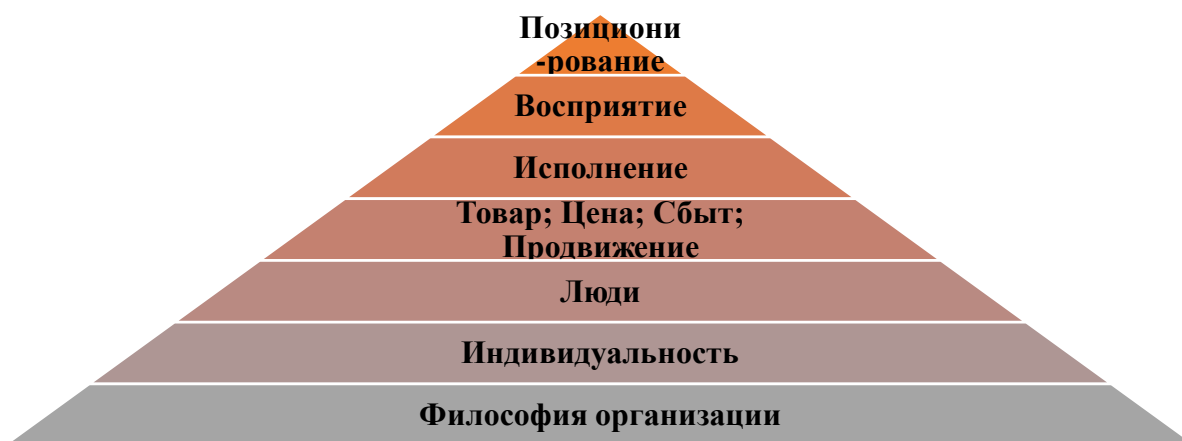 Позициони
-рование
Восприятие
Исполнение
Товар; Цена; Сбыт;
Продвижение
Люди
Индивидуальность
Философия организации